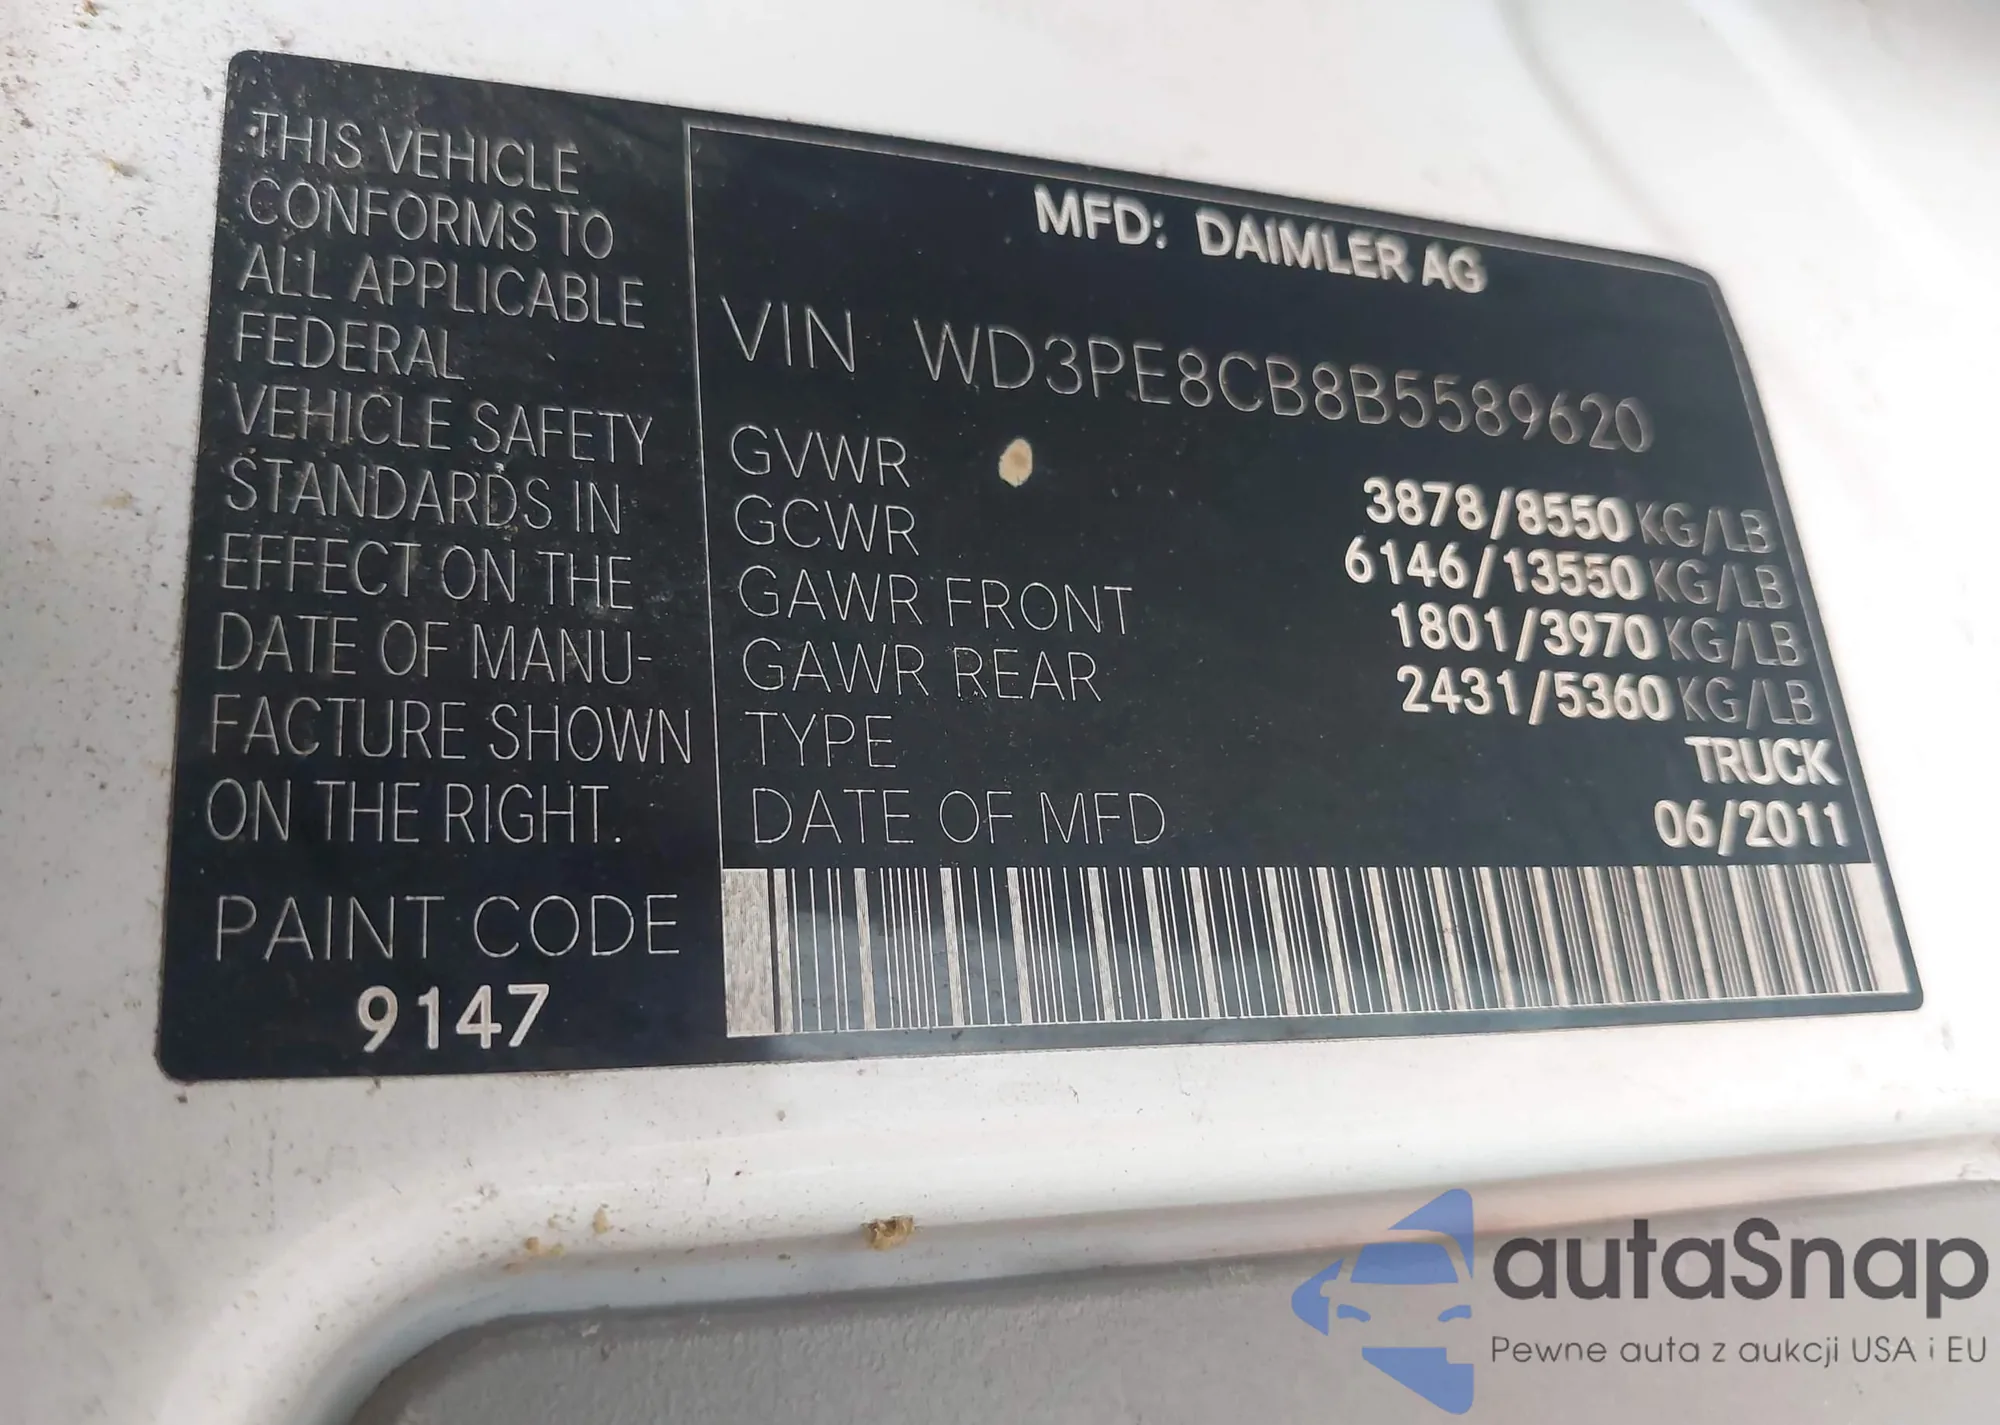 THIS VEHICLE
CONFORMS TO
ALL APPLICABLE
FEDERAL
VEHICLE SAFETY
STANDARDS IN
EFFECT ON THE
DATE OF MANU-
FACTURE SHOWN
ON THE RIGHT.
PAINT CODE
9147
MFD: DAIMLER AG
VIN WD3PE8CB8B5589620
GVWR 3878/8550 KG/LB
GCWR 6146/13550 KG/LB
GAWR FRONT 1801/3970 KG/LB
GAWR REAR 2431/5360 KG/LB
TYPE TRUCK
DATE OF MFD 06/2011
autaSnap
Pewne auta z aukcji USA i EU